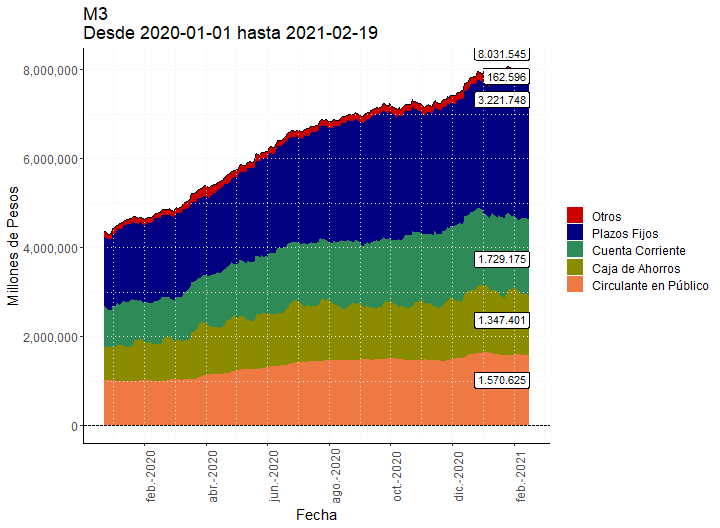 M3
Desde 2020-01-01 hasta 2021-02-19
8.031.545
8,000,000
162.596
3.221.748
6,000,000
Otros
Plazos Fijos
Cuenta Corriente
Caja de Ahorros
Circulante en Público
Millones de Pesos
4,000,000
1.729.175
2,000,000
1.347.401
1.570.625
0
feb.-2020
abr.-2020
jun.-2020
ago.-2020
oct.-2020
dic.-2020
feb.-2021
Fecha